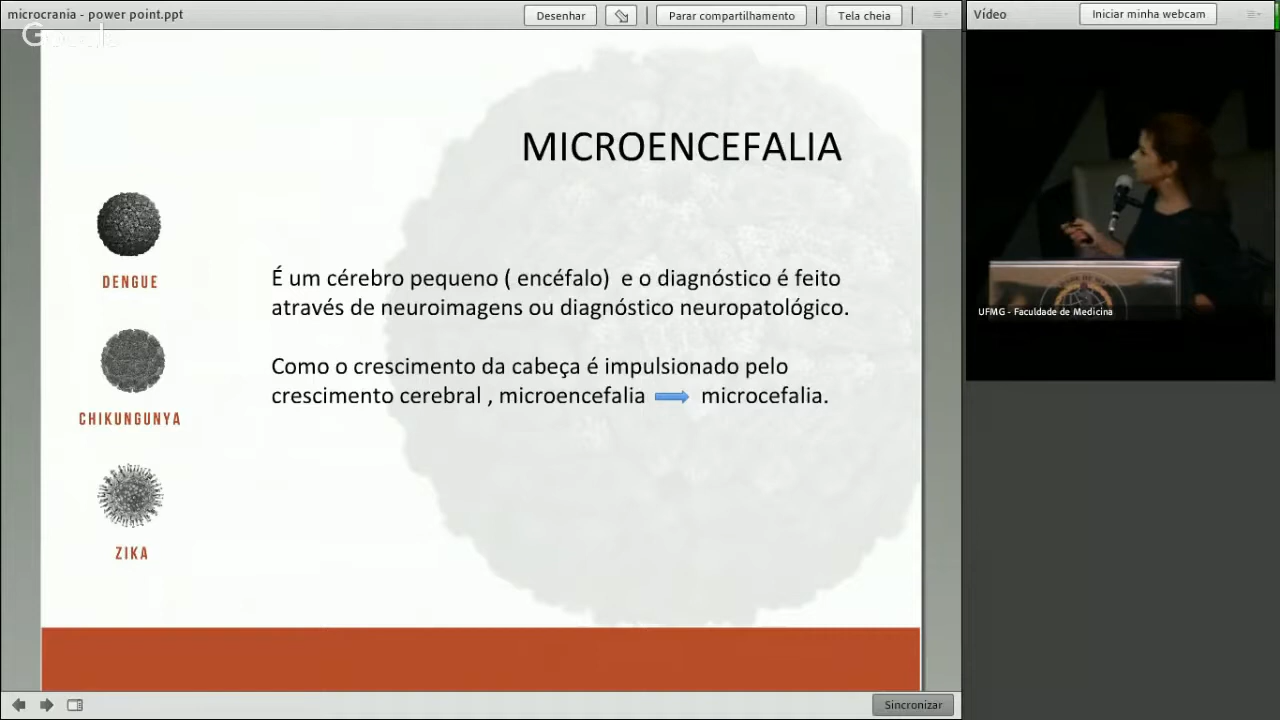 microcrania - power point.ppt
Desenhar
Parar compartilhamento
Tela cheia
Vídeo
Iniciar minha webcam
Google
MICROENCEFALIA
DENGUE
CHIKUNGUNYA
ZIKA
É um cérebro pequeno ( encéfalo)  e o diagnóstico é feito
através de neuroimagens ou diagnóstico neuropatológico.
Como o crescimento da cabeça é impulsionado pelo
crescimento cerebral , microencefalia
microcefalia.
UFMG - Faculdade de Medicina
Sincronizar